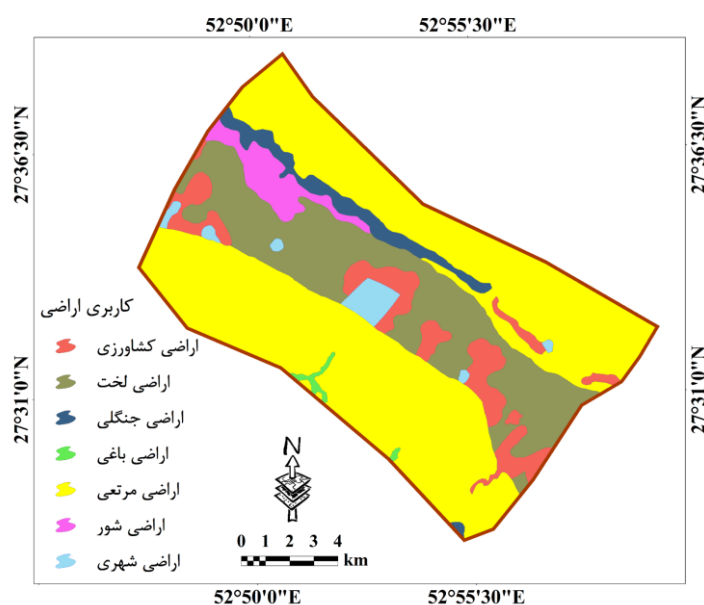 52°50'0"E
52°55'30"E
27°36'30"N
27°36'30"N
27°31'0"N
27°31'0"N
کاربری اراضی
اراضی کشاورزی
اراضی لخت
اراضی جنگلی
اراضی باغی
اراضی مرتعی
اراضی شور
اراضی شهری
N
0 1 2 3 4
km
52°50'0"E
52°55'30"E